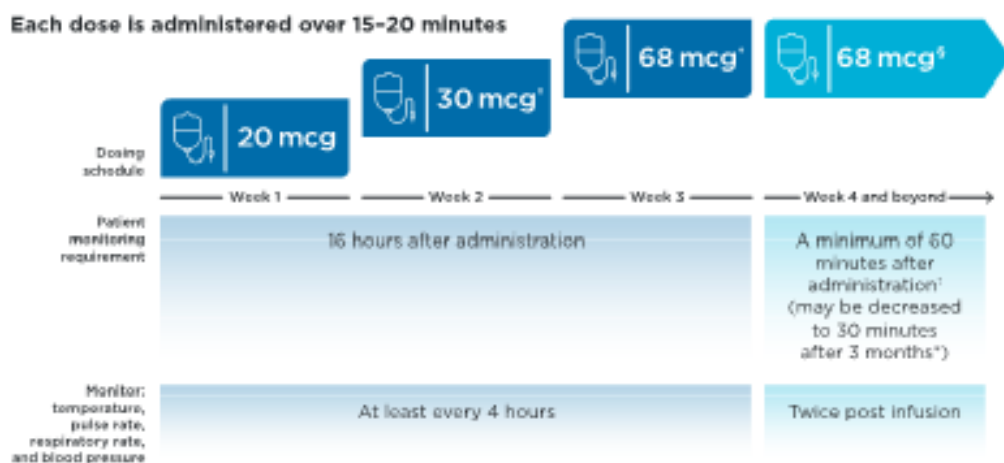 Each dose is administered over 15–20 minutes
20 mcg
30 mcg†
68 mcg*
68 mcg§
Dosing
schedule
Week 1
Week 2
Week 3
Week 4 and beyond
Patient
monitoring
requirement
16 hours after administration
A minimum of 60
minutes after
administration‡
(may be decreased
to 30 minutes
after 3 months*)
Monitor:
temperature,
pulse rate,
respiratory rate,
and blood pressure
At least every 4 hours
Twice post infusion